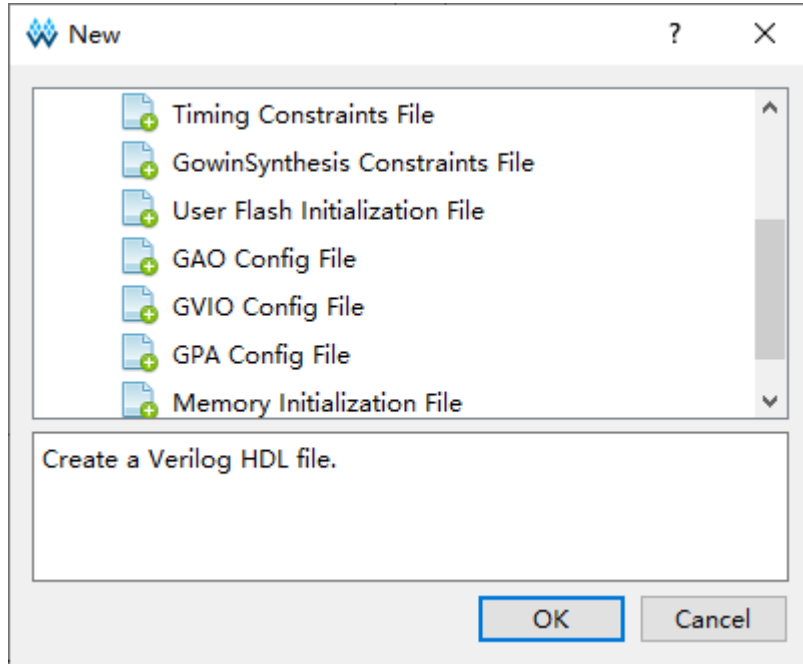 New
Timing Constraints File
GowinSynthesis Constraints File
User Flash Initialization File
GAO Config File
GVIO Config File
GPA Config File
Memory Initialization File
Create a Verilog HDL file.
OK Cancel